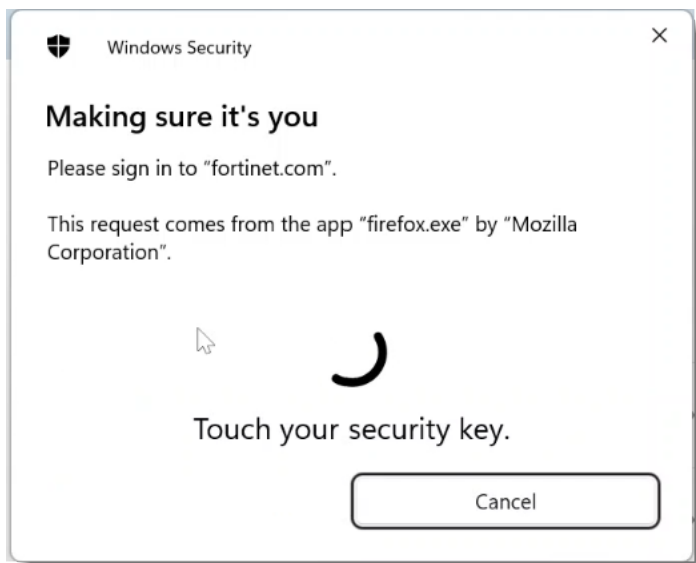 Windows Security
Making sure it's you
Please sign in to “fortinet.com”.
This request comes from the app “firefox.exe” by “Mozilla
Corporation”.
Touch your security key.
Cancel